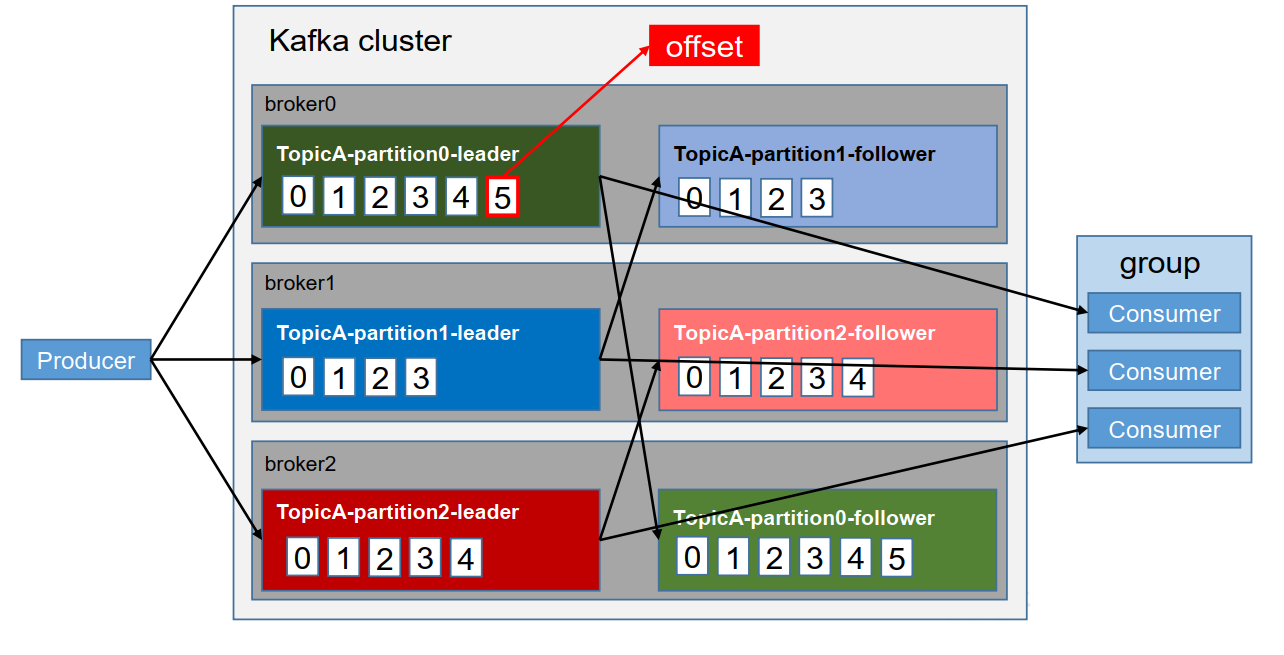 Kafka cluster
offset
broker0
TopicA-partition0-leader
0 1 2 3 4 5
TopicA-partition1-follower
0 1 2 3
broker1
TopicA-partition1-leader
0 1 2 3
TopicA-partition2-follower
0 1 2 3 4
broker2
TopicA-partition2-leader
0 1 2 3 4
TopicA-partition0-follower
0 1 2 3 4 5
Producer
group
Consumer
Consumer
Consumer